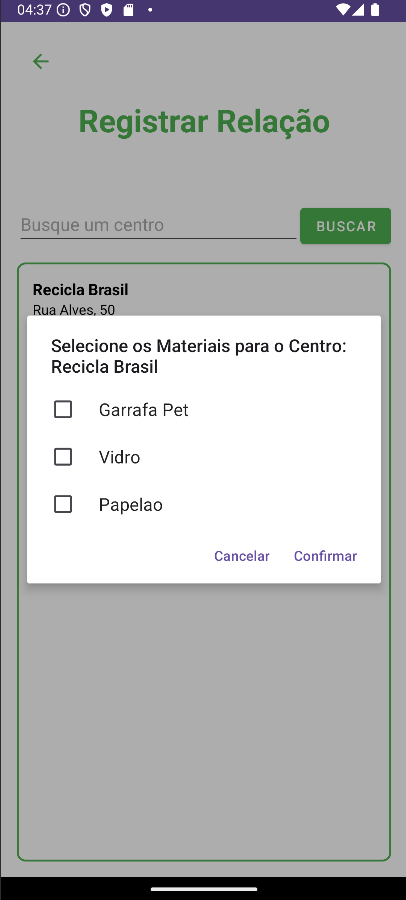 04:37
Registrar Relação
Busque um centro
BUSCAR
Recicla Brasil
Rua Alves, 50
Selecione os Materiais para o Centro:
Recicla Brasil
Garrafa Pet
Vidro
Papelao
Cancelar
Confirmar